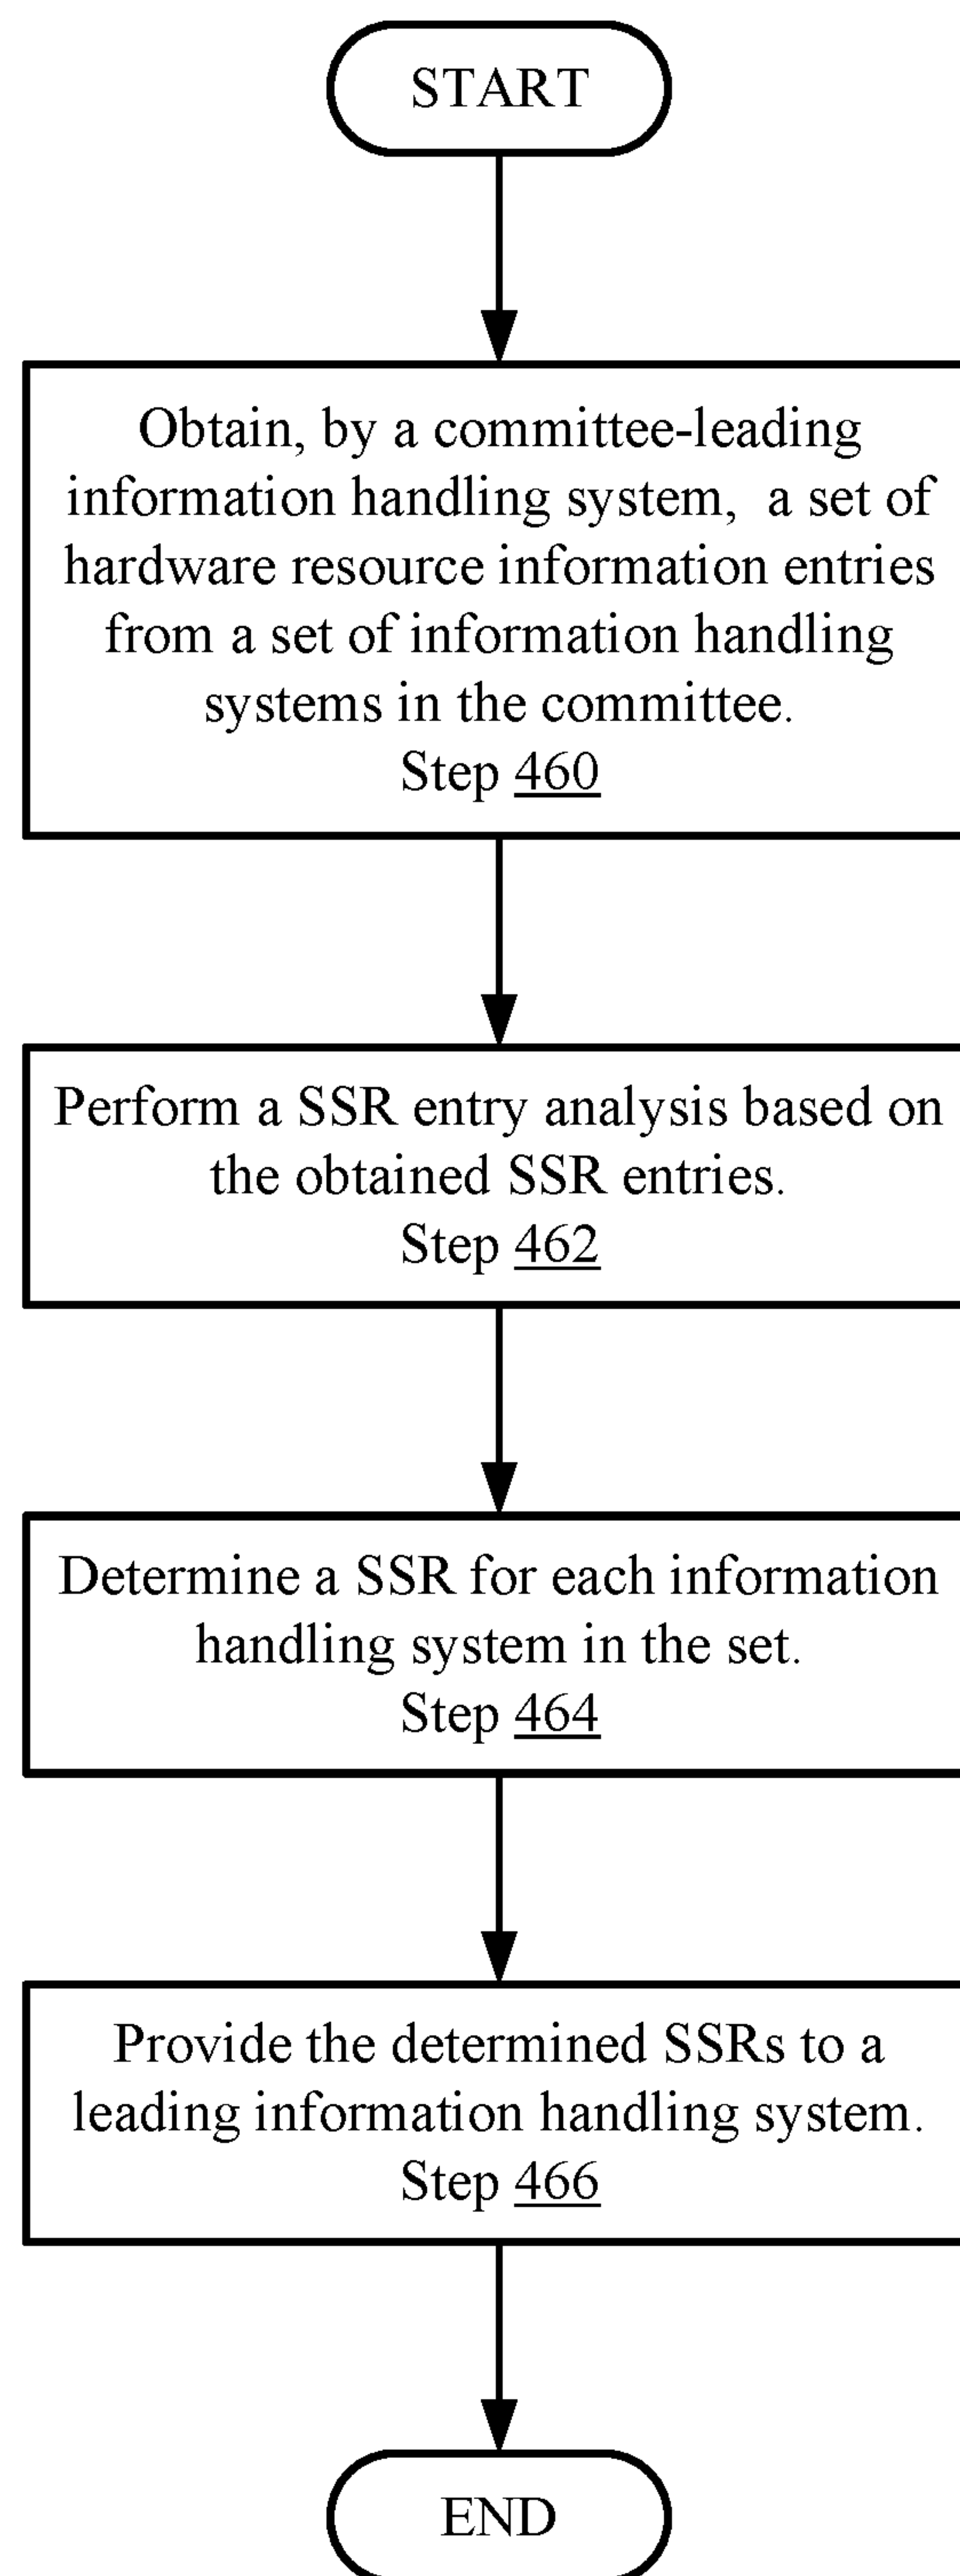 START
Obtain, by a committee-leading
information handling system,  a set of
hardware resource information entries
from a set of information handling
systems in the committee.
Step 460
Perform a SSR entry analysis based on
the obtained SSR entries.
Step 462
Determine a SSR for each information
handling system in the set.
Step 464
Provide the determined SSRs to a
leading information handling system.
Step 466
END